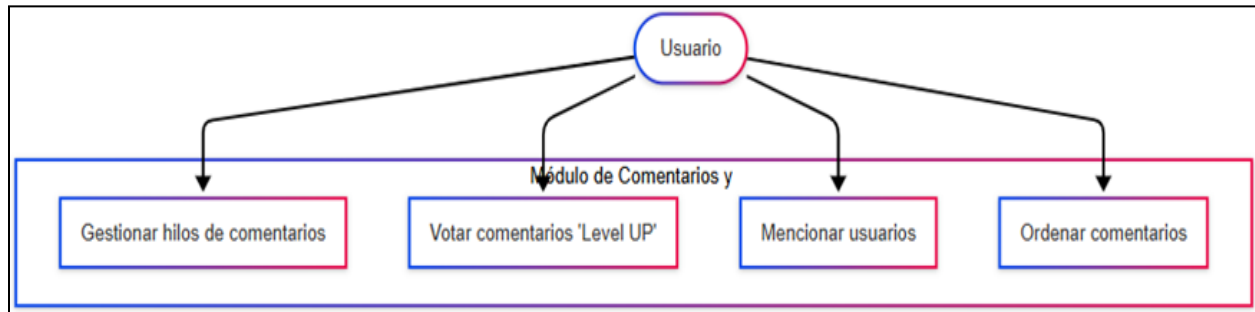 Usuario
Módulo de Comentarios y
Gestionar hilos de comentarios
Votar comentarios 'Level UP'
Mencionar usuarios
Ordenar comentarios